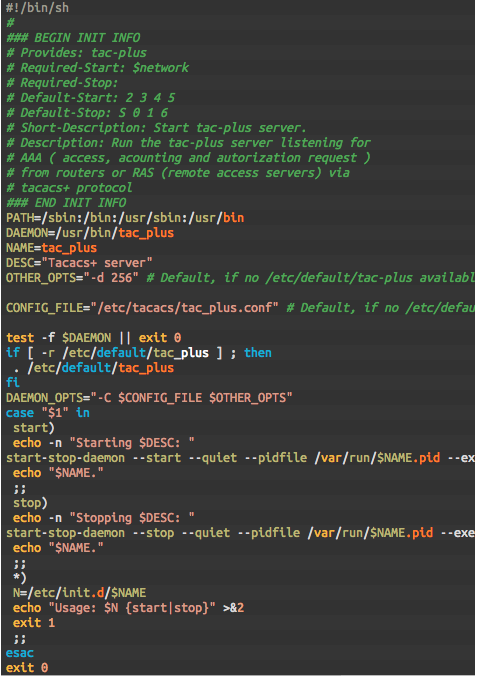 #!/bin/sh
#
### BEGIN INIT INFO
# Provides: tac-plus
# Required-Start: $network
# Required-Stop:
# Default-Start: 2 3 4 5
# Default-Stop: S 0 1 6
# Short-Description: Start tac-plus server.
# Description: Run the tac-plus server listening for
# AAA ( access, acounting and autorization request )
# from routers or RAS (remote access servers) via
# tacacs+ protocol
### END INIT INFO
PATH=/sbin:/bin:/usr/sbin:/usr/bin
DAEMON=/usr/bin/tac_plus
NAME=tac_plus
DESC="Tacacs+ server"
OTHER_OPTS="-d 256" # Default, if no /etc/default/tac-plus availabl
CONFIG_FILE="/etc/tacacs/tac_plus.conf" # Default, if no /etc/defau
test -f $DAEMON || exit 0
if [ -r /etc/default/tac_plus ] ; then
. /etc/default/tac_plus
fi
DAEMON_OPTS="-C $CONFIG_FILE $OTHER_OPTS"
case "$1" in
start)
echo -n "Starting $DESC: "
start-stop-daemon --start --quiet --pidfile /var/run/$NAME.pid --ex
echo "$NAME."
;;
stop)
echo -n "Stopping $DESC: "
start-stop-daemon --stop --quiet --pidfile /var/run/$NAME.pid --exe
echo "$NAME."
;;
*)
N=/etc/init.d/$NAME
echo "Usage: $N {start|stop}" >&2
exit 1
;;
esac
exit 0